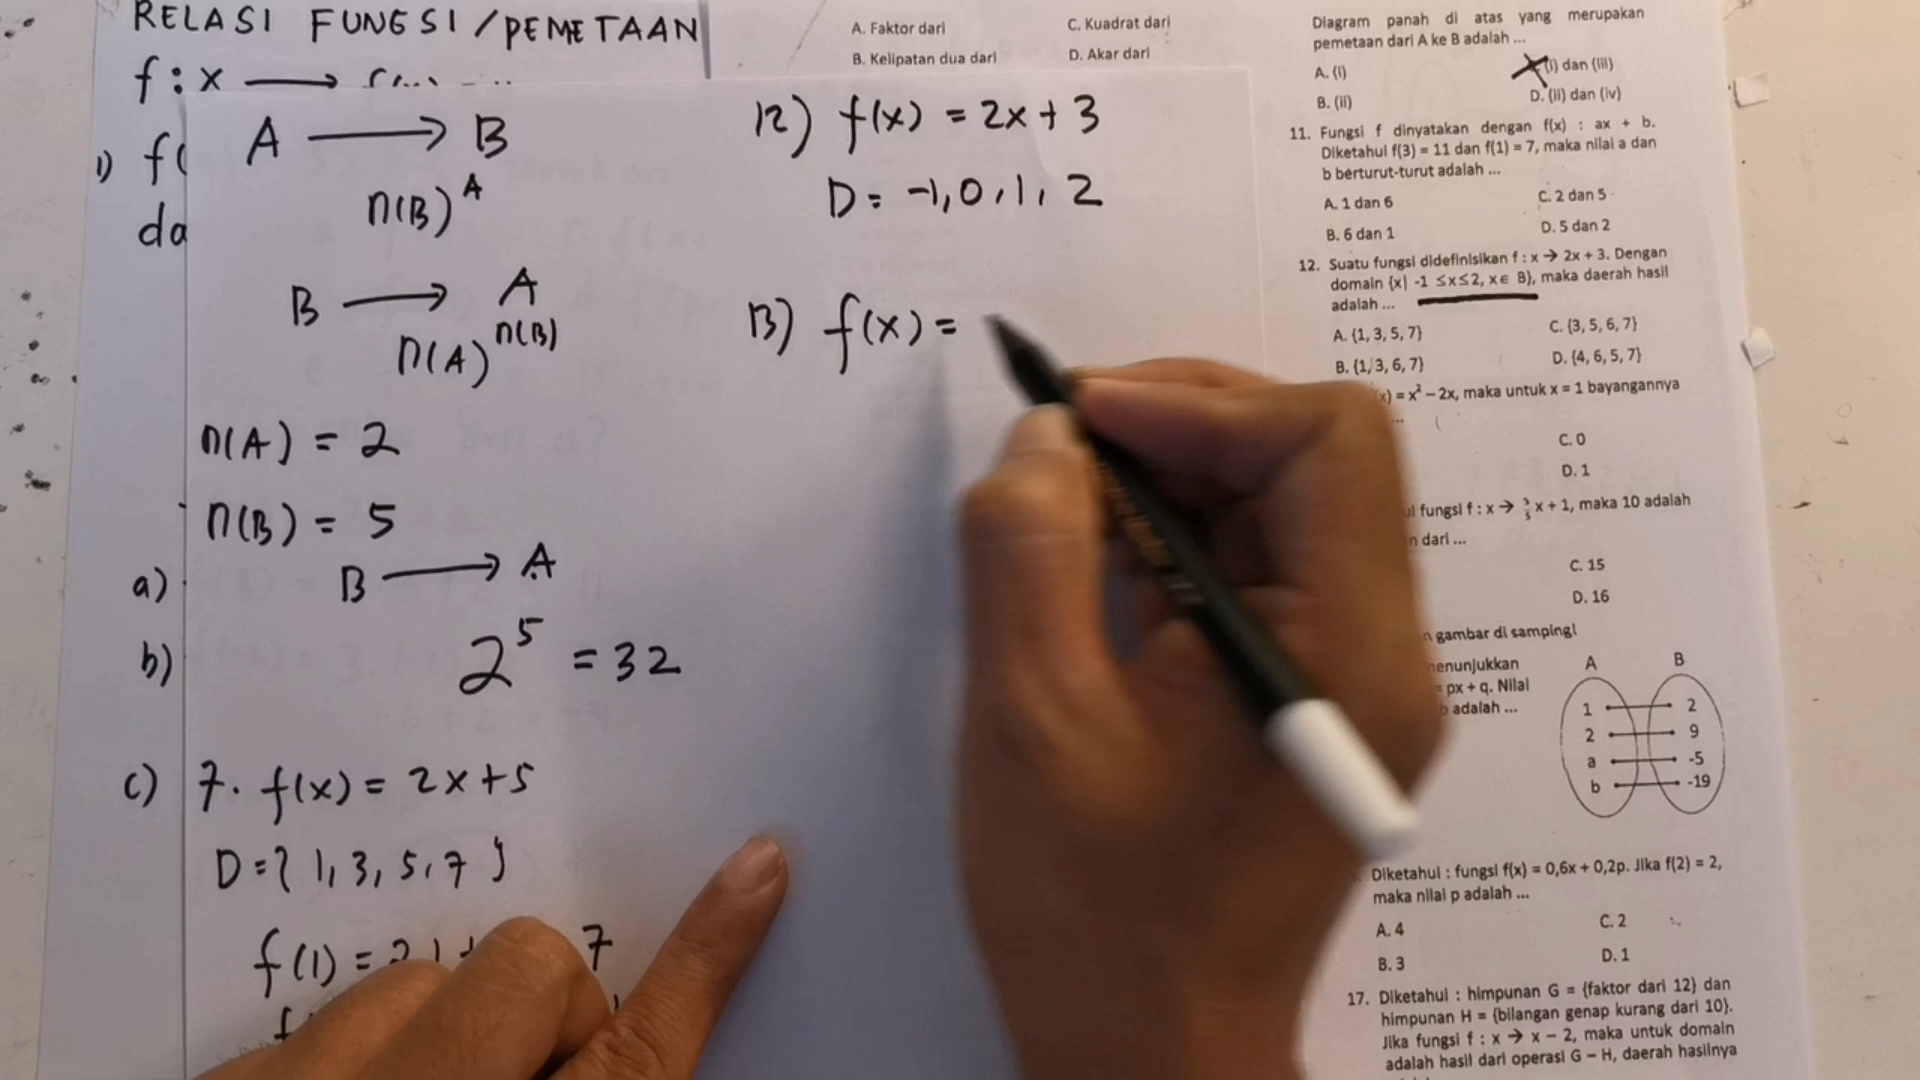 RELASI FUNGSI/PEMETAAN
f : x →
1) f(
da
A → B
n(B)^A
B → A
n(A)^n(B)
n(A) = 2
n(B) = 5
a) B → A
b) 2^5 = 32
c) 7. f(x) = 2x+5
D = { 1, 3, 5, 7 }
f(1) = 2 1 + 7
12) f(x) = 2x + 3
D = -1, 0, 1, 2
13) f(x) =
A. Faktor dari
C. Kuadrat dari
B. Kelipatan dua dari
D. Akar dari
Diagram panah di atas yang merupakan
pemetaan dari A ke B adalah ...
A. (i)
(i) dan (iii)
B. (ii)
D. (ii) dan (iv)
11. Fungsi f dinyatakan dengan f(x) : ax + b.
Diketahui f(3) = 11 dan f(1) = 7, maka nilai a dan
b berturut-turut adalah ...
A. 1 dan 6
C. 2 dan 5
B. 6 dan 1
D. 5 dan 2
12. Suatu fungsi didefinisikan f : x → 2x + 3. Dengan
domain {x| -1 ≤x≤2, x∈ B}, maka daerah hasil
adalah ...
A. {1, 3, 5, 7}
C. {3, 5, 6, 7}
B. {1, 3, 6, 7}
D. {4, 6, 5, 7}
(x) = x² – 2x, maka untuk x = 1 bayangannya
...
C. 0
D. 1
ui fungsi f : x → x + 1, maka 10 adalah
n dari ...
C. 15
D. 16
n gambar di samping!
menunjukkan
= px + q. Nilai
b adalah ...
A B
1 2
2 9
a -5
b -19
Diketahui : fungsi f(x) = 0,6x + 0,2p. Jika f(2) = 2,
maka nilai p adalah ...
A. 4
C. 2
B. 3
D. 1
17. Diketahui : himpunan G = {faktor dari 12} dan
himpunan H = {bilangan genap kurang dari 10}.
Jika fungsi f : x → x – 2, maka untuk domain
adalah hasil dari operasi G – H, daerah hasilnya